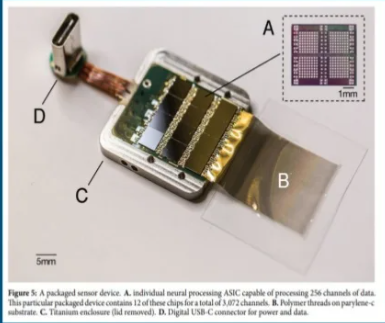 A
1mm
D
B
C
5mm
Figure 5: A packaged sensor device. A. individual neural processing ASIC capable of processing 256 channels of data.
This particular packaged device contains 12 of these chips for a total of 3,072 channels. B. Polymer threads on parylene-c
substrate. C. Titanium enclosure (lid removed). D. Digital USB-C connector for power and data.